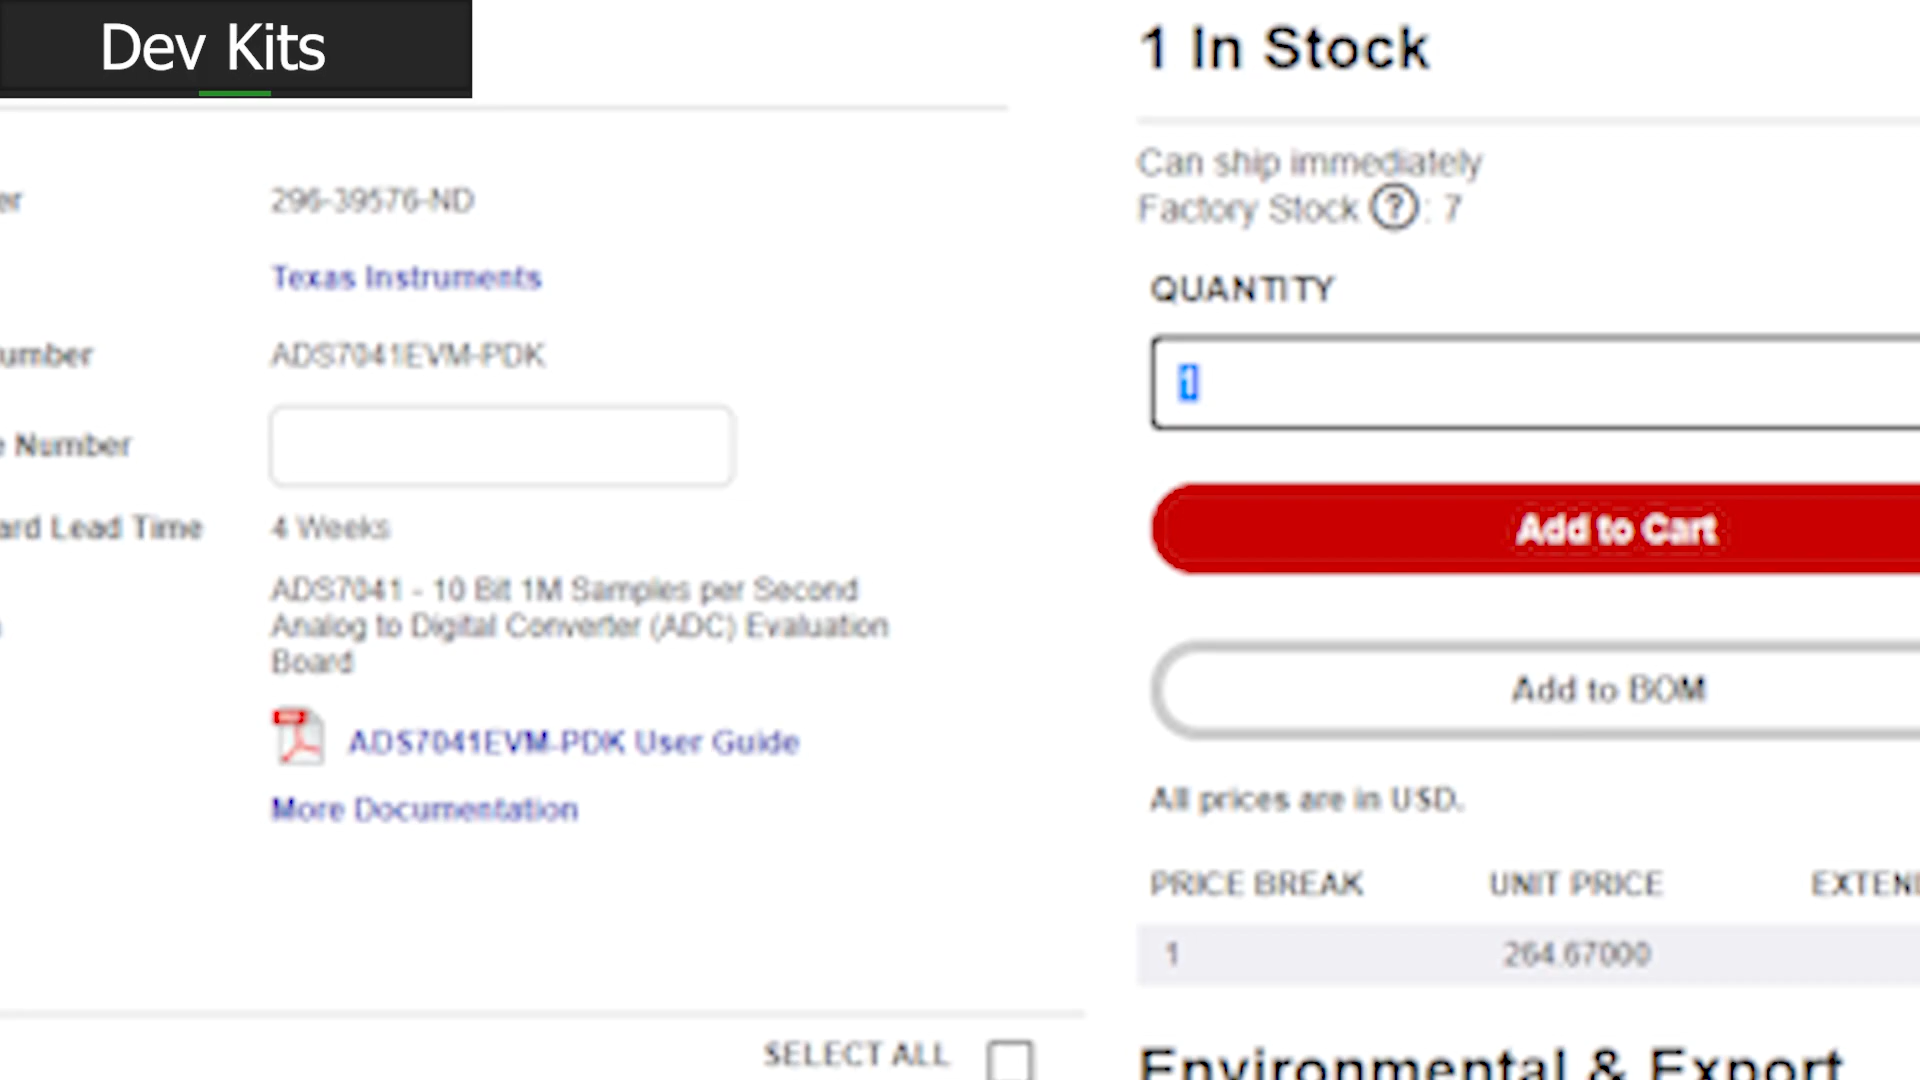 Dev Kits
er 296-39576-ND
Texas Instruments
umber ADS7041EVM-PDK
e Number
ard Lead Time 4 Weeks
ADS7041 - 10 Bit 1M Samples per Second
Analog to Digital Converter (ADC) Evaluation
Board
ADS7041EVM-PDK User Guide
More Documentation
SELECT ALL
1 In Stock
Can ship immediately
Factory Stock ? : 7
QUANTITY
1
Add to Cart
Add to BOM
All prices are in USD.
PRICE BREAK UNIT PRICE EXTEN
1 264.67000
Environmental & Export